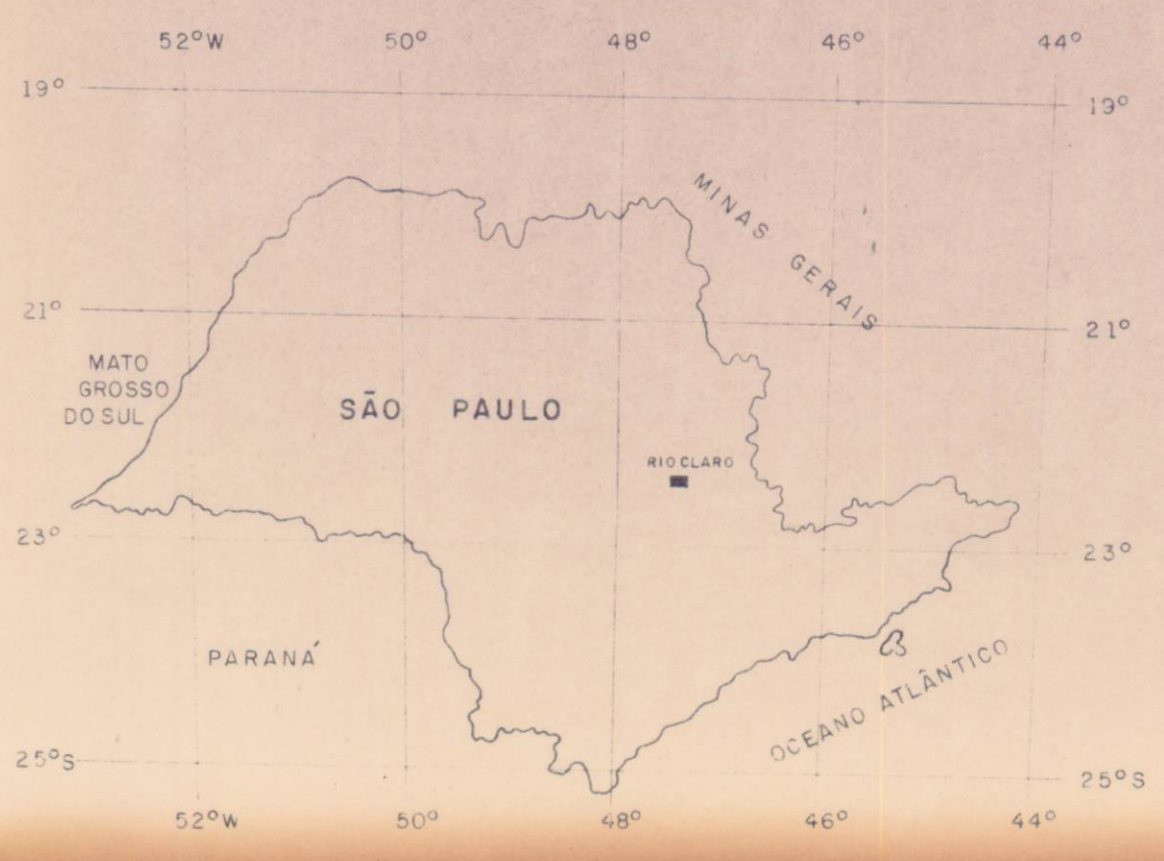 52°W 50° 48° 46° 44°
19° 19°
MINAS GERAIS
21° 21°
MATO
GROSSO
DO SUL
SÃO PAULO
RIO CLARO
23° 23°
PARANÁ
OCEANO ATLÂNTICO
25°S 25°S
52°W 50° 48° 46° 44°